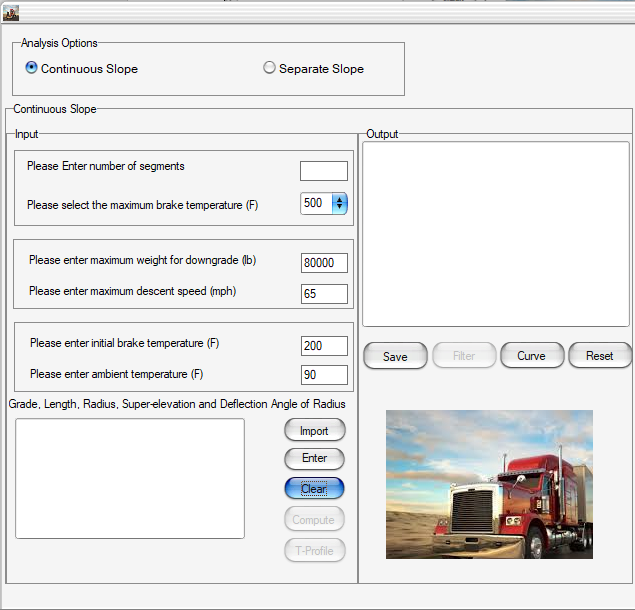 Analysis Options
Continuous Slope
Separate Slope
Continuous Slope
Input
Please Enter number of segments
Please select the maximum brake temperature (F)
500
Please enter maximum weight for downgrade (lb)
80000
Please enter maximum descent speed (mph)
65
Please enter initial brake temperature (F)
200
Please enter ambient temperature (F)
90
Grade, Length, Radius, Super-elevation and Deflection Angle of Radius
Import
Enter
Clear
Compute
T-Profile
Output
Save
Filter
Curve
Reset